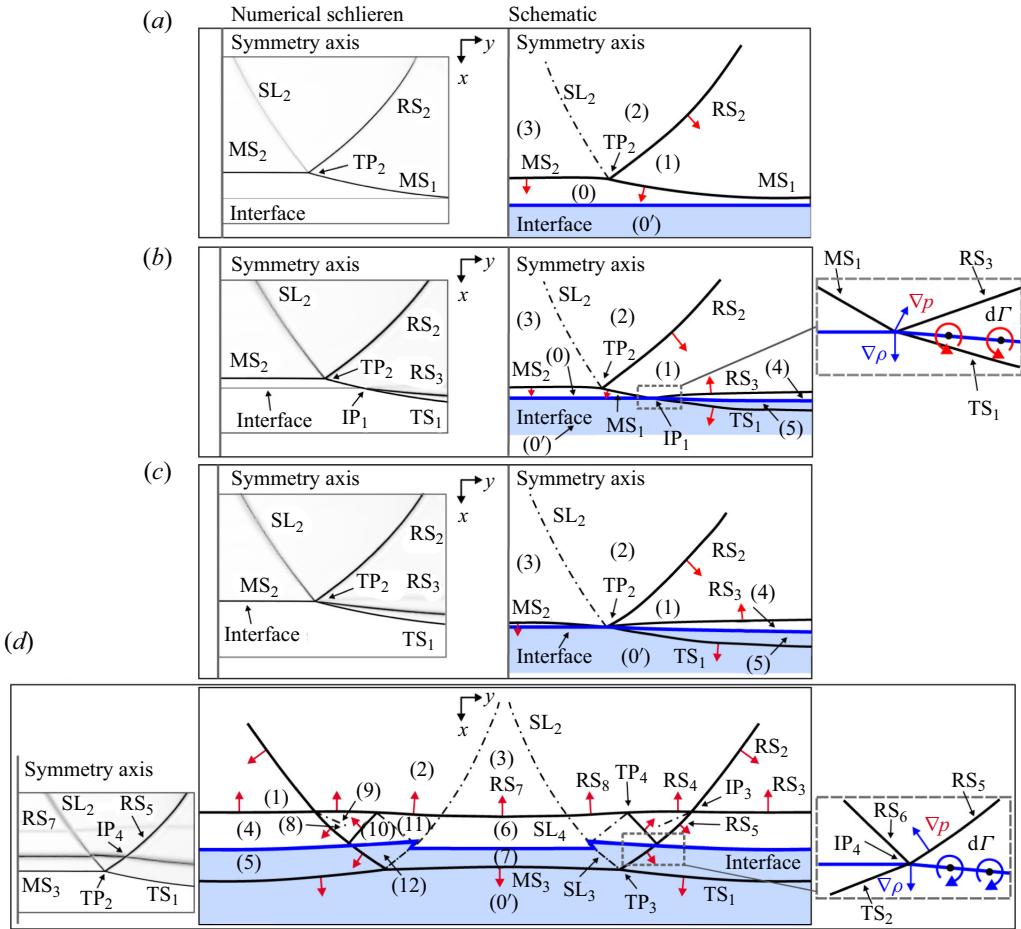 Numerical schlieren
Schematic
(a)
Symmetry axis
y
x
SL2
RS2
MS2
TP2
MS1
Interface
Symmetry axis
SL2
(2)
RS2
(3)
TP2
MS2
(1)
MS1
(0)
Interface
(0′)
(b)
Symmetry axis
y
x
SL2
RS2
MS2
TP2
RS3
Interface
IP1
TS1
Symmetry axis
SL2
(2)
RS2
(3)
TP2
MS2
(0)
(1)
RS3
(4)
Interface
MS1
TS1
(5)
(0′)
IP1
MS1
RS3
∇p
dΓ
∇ρ
TS1
(c)
Symmetry axis
y
x
SL2
RS2
MS2
TP2
RS3
Interface
TS1
Symmetry axis
SL2
(2)
RS2
(3)
TP2
RS3
(4)
MS2
(1)
Interface
(0′)
TS1
(5)
(d)
Symmetry axis
SL2
RS5
RS7
IP4
MS3
TP2
TS1
y
x
SL2
(3)
RS2
(2)
RS7
RS8
TP4
RS4
IP3
RS3
(1)
(9)
(4)
(8)
(10)
(11)
(6)
SL4
RS5
(5)
(7)
Interface
(12)
MS3
SL3
(0′)
TP3
TS1
RS5
RS6
∇p
IP4
dΓ
∇ρ
TS2